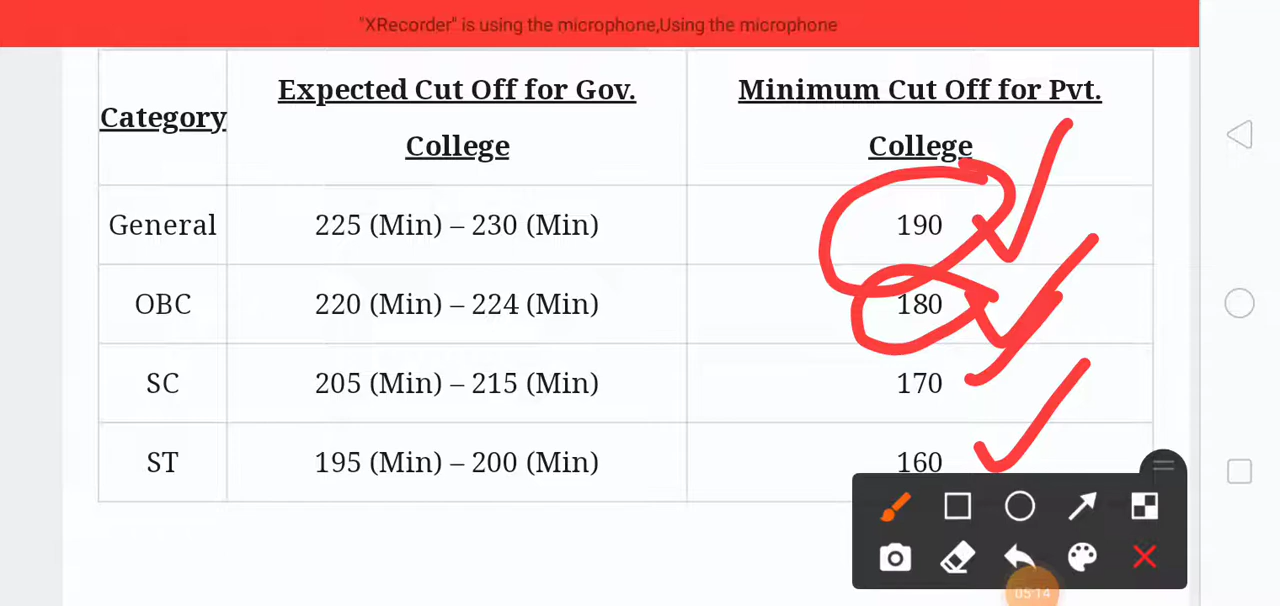 "XRecorder" is using the microphone,Using the microphone
Category
Expected Cut Off for Gov.
College
Minimum Cut Off for Pvt.
College
General 225 (Min) – 230 (Min) 190
OBC 220 (Min) – 224 (Min) 180
SC 205 (Min) – 215 (Min) 170
ST 195 (Min) – 200 (Min) 160
05:14